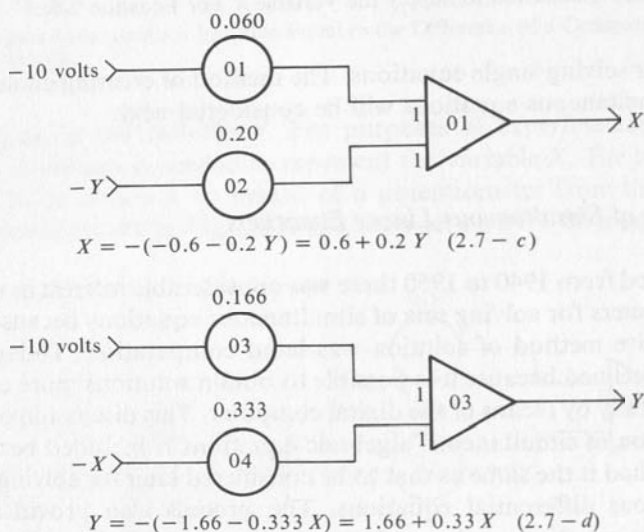 0.060
−10 volts
01
1
01
X
0.20
1
−Y
02
X = −(−0.6 − 0.2 Y) = 0.6 + 0.2 Y (2.7 − c)
0.166
−10 volts
03
1
03
Y
0.333
1
−X
04
Y = −(−1.66 − 0.333 X) = 1.66 + 0.33 X (2.7 − d)